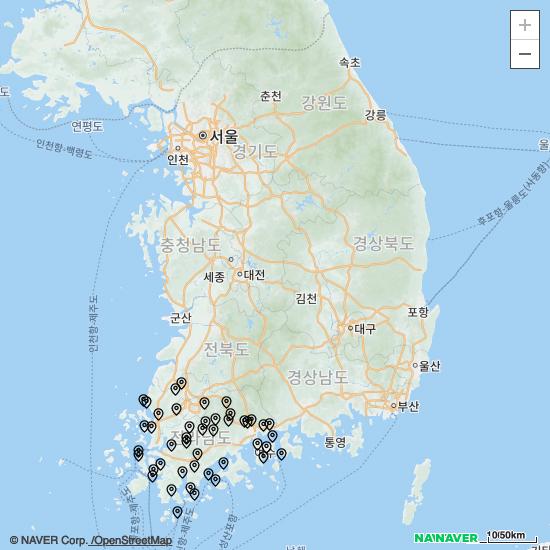 +
−
속초
춘천
강원도
강릉
도
연평도
서울
인천
인천항-백령도
경기도
울
후포항-울릉도(사동항)
충청남도
경상북도
세종
대전
김천
인천항-제주도
군산
포항
전북도
대구
경상남도
울산
부산
통영
목포항-제주도
© NAVER Corp. /OpenStreetMap
NAVER
10/50km